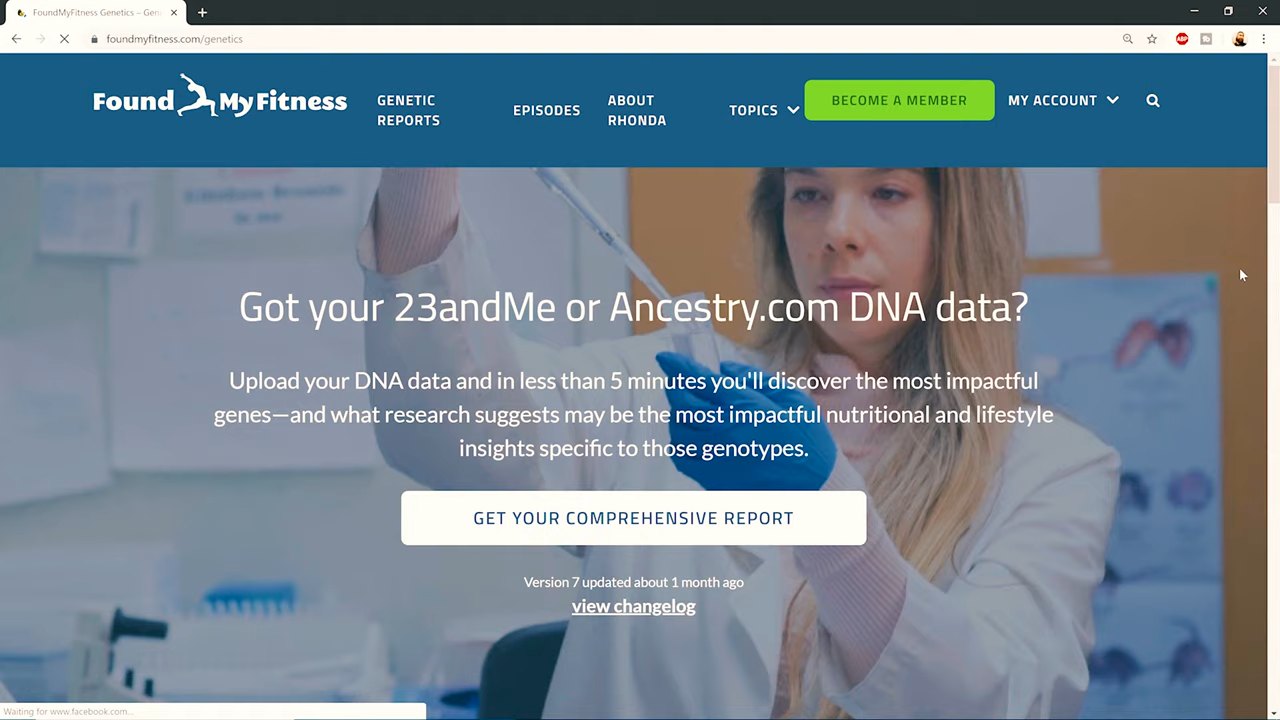 FoundMyFitness Genetics – Gen
foundmyfitness.com/genetics
ABP
Found MyFitness
GENETIC
REPORTS
EPISODES
ABOUT
RHONDA
TOPICS
BECOME A MEMBER
MY ACCOUNT
Got your 23andMe or Ancestry.com DNA data?
Upload your DNA data and in less than 5 minutes you'll discover the most impactful
genes—and what research suggests may be the most impactful nutritional and lifestyle
insights specific to those genotypes.
GET YOUR COMPREHENSIVE REPORT
Version 7 updated about 1 month ago
view changelog
Waiting for www.facebook.com...